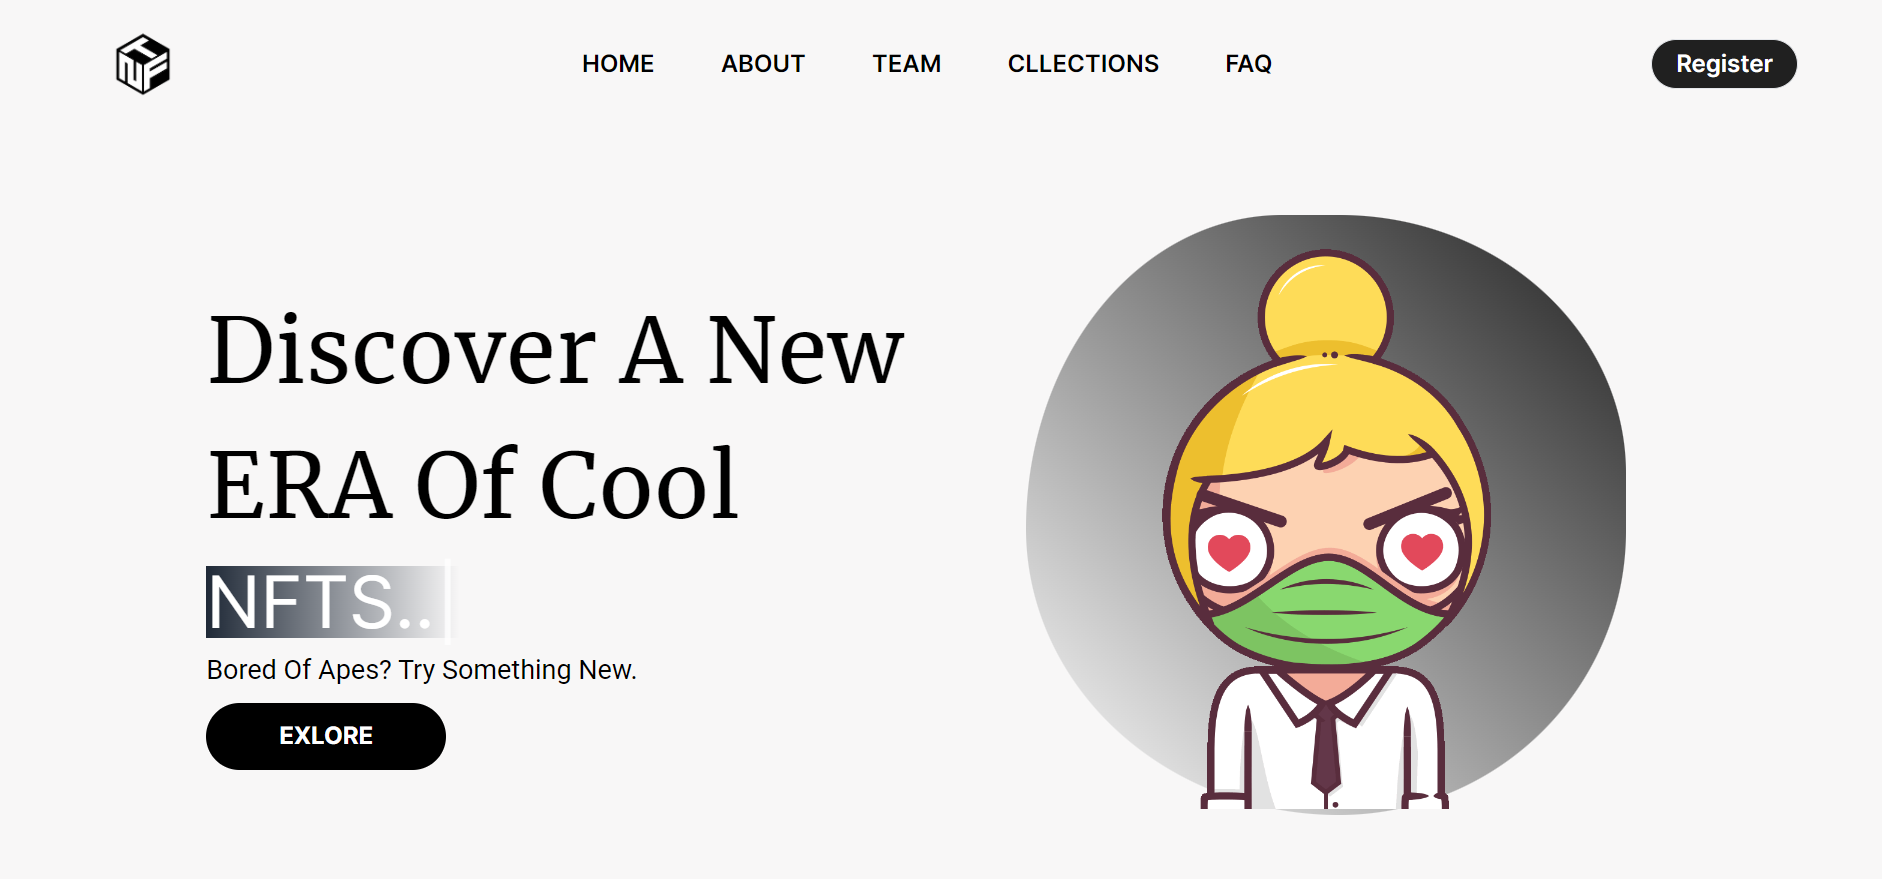 HOME ABOUT TEAM CLLECTIONS FAQ Register
Discover A New
ERA Of Cool
NFTS..|
Bored Of Apes? Try Something New.
EXLORE